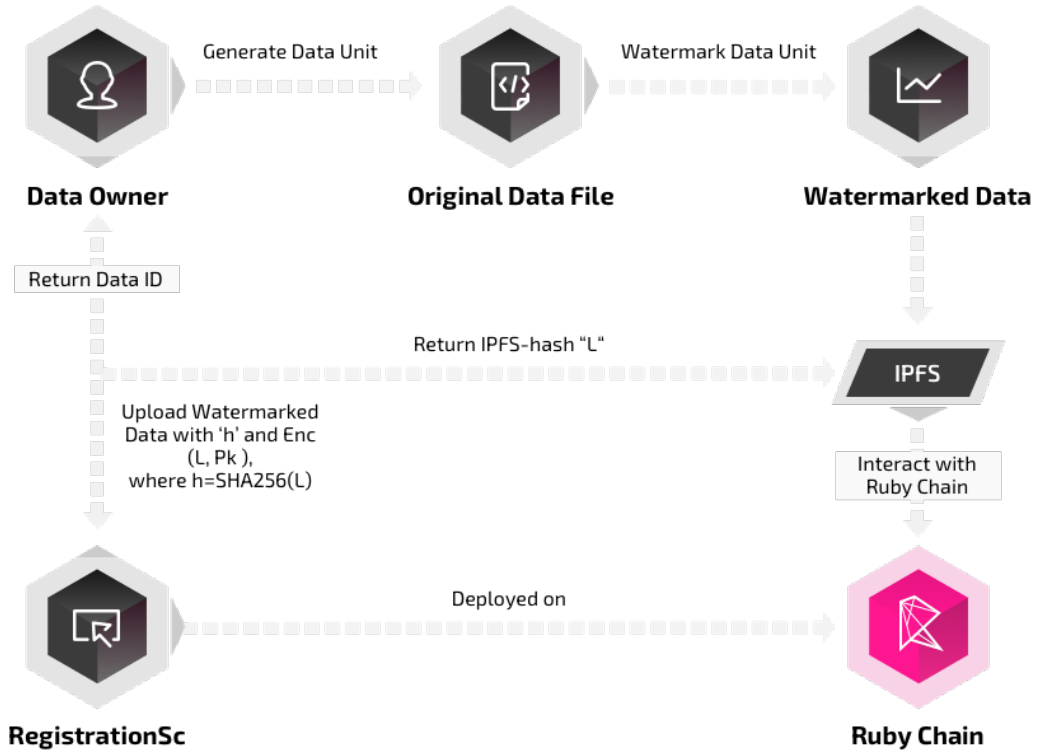 Generate Data Unit
Watermark Data Unit
</>
Data Owner
Original Data File
Watermarked Data
Return Data ID
Return IPFS-hash “L“
IPFS
Upload Watermarked
Data with ‘h’ and Enc
(L, Pk ),
where h=SHA256(L)
Interact with
Ruby Chain
Deployed on
RegistrationSc
Ruby Chain